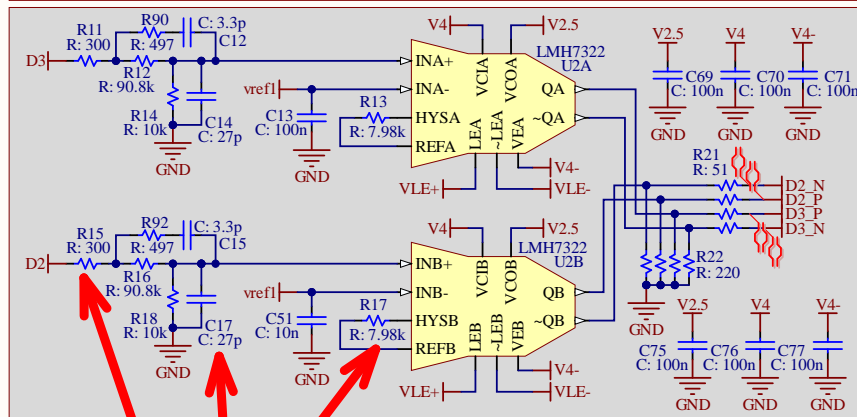 R90
C: 3.3p
R11
R: 300
R: 497
C12
D3
R12
R: 90.8k
R14
R: 10k
C14
C: 27p
GND
vref1
C13
C: 100n
GND
R13
R: 7.98k
V4
V2.5
LMH7322
U2A
INA+
INA-
HYSA
REFA
VCIA
VCOA
QA
~QA
LEA
~LEA
VEA
V4-
VLE+
VLE-
V2.5
V4
V4-
C69
C: 100n
C70
C: 100n
C71
C: 100n
GND
GND
GND
R21
R: 51
D2_N
D2_P
D3_P
D3_N
R22
R: 220
GND
R92
C: 3.3p
R15
R: 300
R: 497
C15
D2
R16
R: 90.8k
R18
R: 10k
C17
C: 27p
GND
vref1
C51
C: 10n
GND
R17
R: 7.98k
V4
V2.5
LMH7322
U2B
INB+
INB-
HYSB
REFB
VCIB
VCOB
QB
~QB
LEB
~LEB
VEB
V4-
VLE+
VLE-
V2.5
V4
V4-
C75
C: 100n
C76
C: 100n
C77
C: 100n
GND
GND
GND